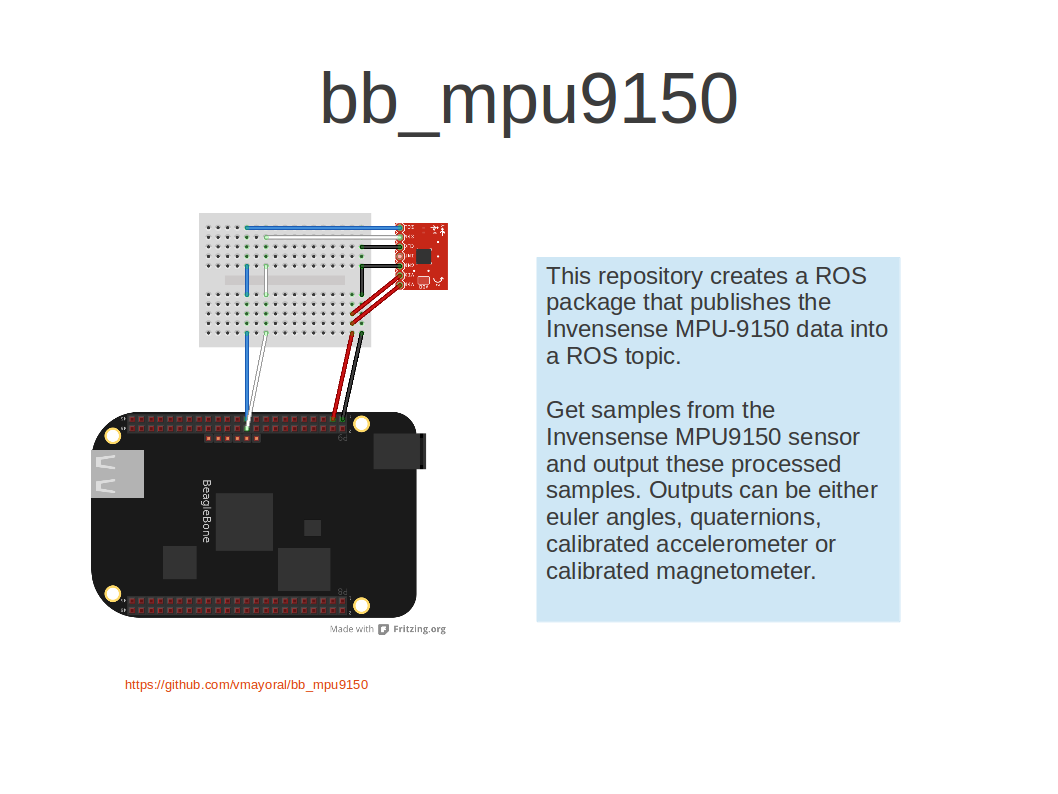 bb_mpu9150
This repository creates a ROS
package that publishes the
Invensense MPU-9150 data into
a ROS topic.
Get samples from the
Invensense MPU9150 sensor
and output these processed
samples. Outputs can be either
euler angles, quaternions,
calibrated accelerometer or
calibrated magnetometer.
BeagleBone
Made with Fritzing.org
https://github.com/vmayoral/bb_mpu9150